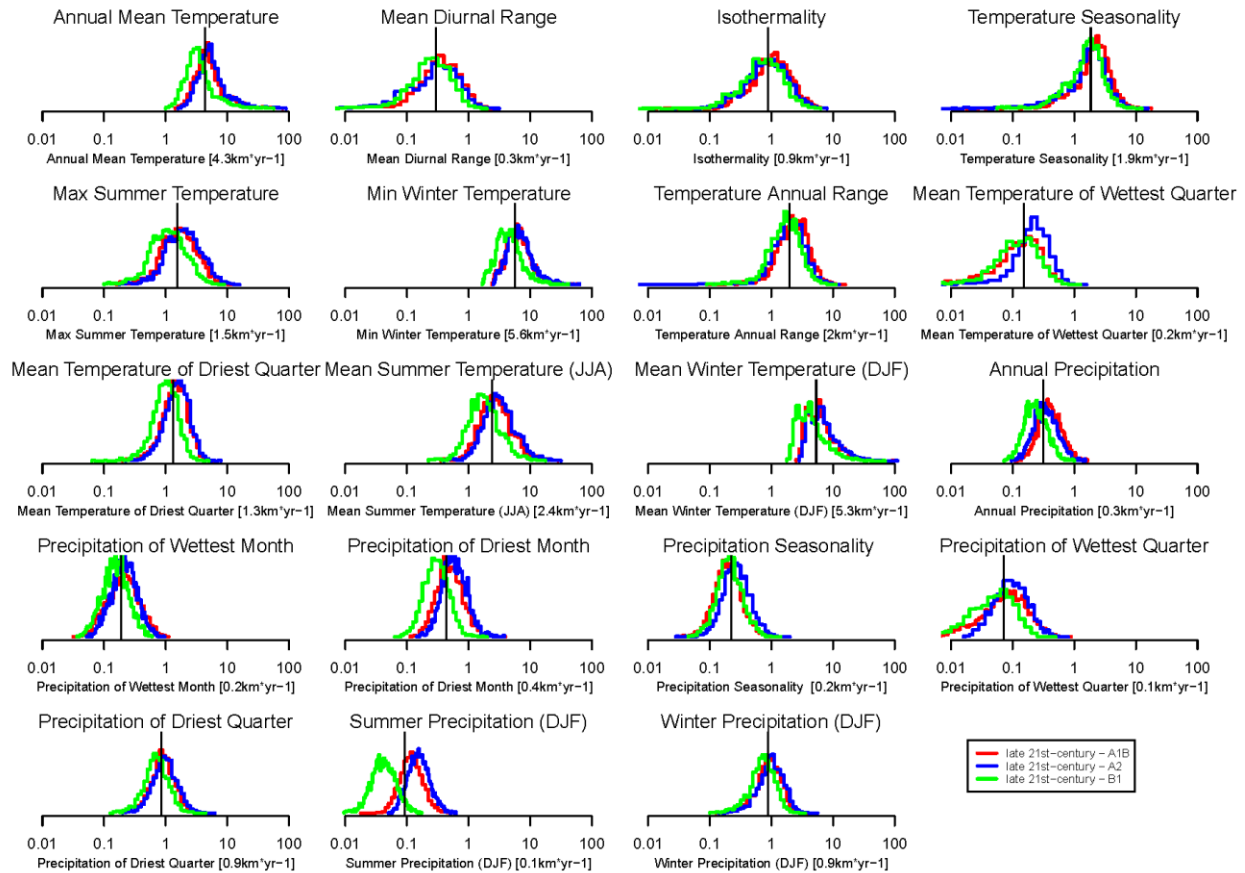 Annual Mean Temperature
Mean Diurnal Range
Isothermality
Temperature Seasonality
0.01 0.1 1 10 100
0.01 0.1 1 10 100
0.01 0.1 1 10 100
0.01 0.1 1 10 100
Annual Mean Temperature [4.3km*yr−1]
Mean Diurnal Range [0.3km*yr−1]
Isothermality [0.9km*yr−1]
Temperature Seasonality [1.9km*yr−1]
Max Summer Temperature
Min Winter Temperature
Temperature Annual Range
Mean Temperature of Wettest Quarter
0.01 0.1 1 10 100
0.01 0.1 1 10 100
0.01 0.1 1 10 100
0.01 0.1 1 10 100
Max Summer Temperature [1.5km*yr−1]
Min Winter Temperature [5.6km*yr−1]
Temperature Annual Range [2km*yr−1]
Mean Temperature of Wettest Quarter [0.2km*yr−1]
Mean Temperature of Driest Quarter
Mean Summer Temperature (JJA)
Mean Winter Temperature (DJF)
Annual Precipitation
0.01 0.1 1 10 100
0.01 0.1 1 10 100
0.01 0.1 1 10 100
0.01 0.1 1 10 100
Mean Temperature of Driest Quarter [1.3km*yr−1]
Mean Summer Temperature (JJA) [2.4km*yr−1]
Mean Winter Temperature (DJF) [5.3km*yr−1]
Annual Precipitation [0.3km*yr−1]
Precipitation of Wettest Month
Precipitation of Driest Month
Precipitation Seasonality
Precipitation of Wettest Quarter
0.01 0.1 1 10 100
0.01 0.1 1 10 100
0.01 0.1 1 10 100
0.01 0.1 1 10 100
Precipitation of Wettest Month [0.2km*yr−1]
Precipitation of Driest Month [0.4km*yr−1]
Precipitation Seasonality [0.2km*yr−1]
Precipitation of Wettest Quarter [0.1km*yr−1]
Precipitation of Driest Quarter
Summer Precipitation (DJF)
Winter Precipitation (DJF)
0.01 0.1 1 10 100
0.01 0.1 1 10 100
0.01 0.1 1 10 100
Precipitation of Driest Quarter [0.9km*yr−1]
Summer Precipitation (DJF) [0.1km*yr−1]
Winter Precipitation (DJF) [0.9km*yr−1]
late 21st−century − A1B
late 21st−century − A2
late 21st−century − B1